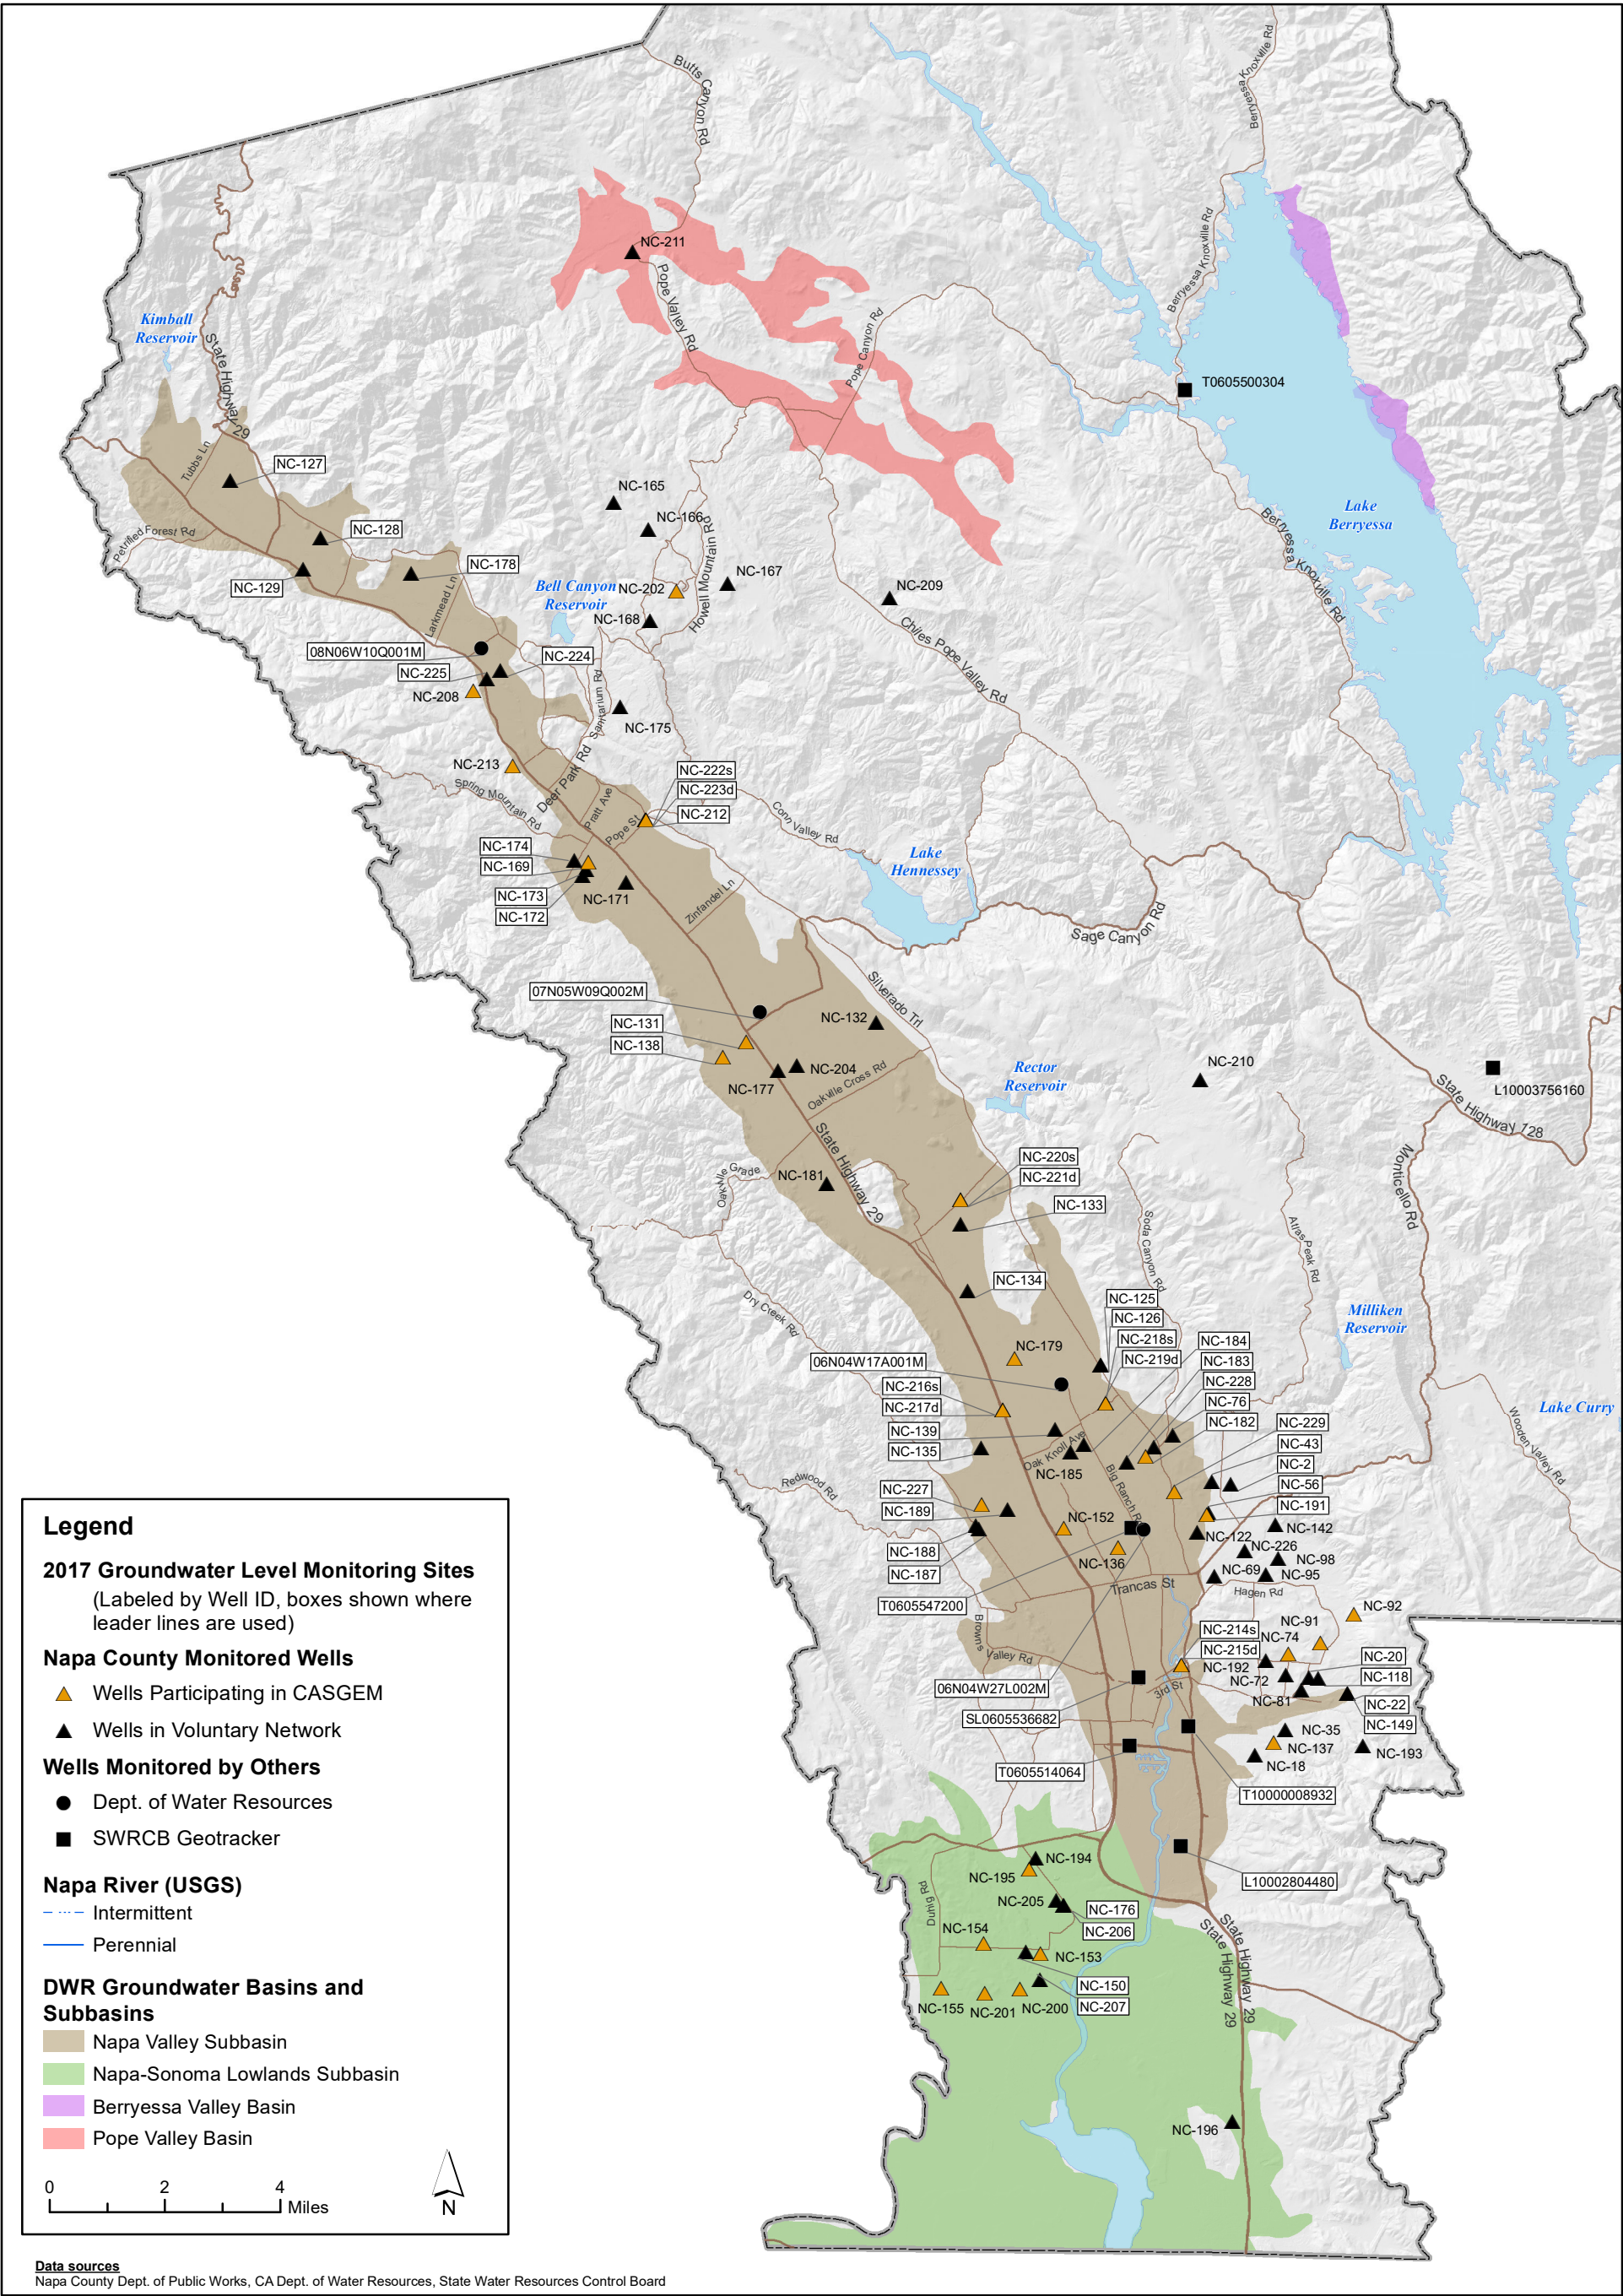 Butts Canyon Rd
Berryessa Knoxville Rd
NC-211
Pope Valley Rd
Berryessa Knoxville Rd
Kimball
Reservoir
State Highway 29
Pope Canyon Rd
T0605500304
Tubbs Ln
NC-127
NC-165
NC-166
Lake
Berryessa
Petrified Forest Rd
NC-128
Howell Mountain Rd
Berryessa Knoxville Rd
NC-129
NC-178
Bell Canyon
Reservoir
NC-202
NC-167
NC-209
Larkmead Ln
NC-168
Chiles Pope Valley Rd
08N06W10Q001M
NC-224
NC-225
NC-208
Sanitarium Rd
NC-175
NC-213
Spring Mountain Rd
Deer Park Rd
NC-222s
NC-223d
NC-212
Pratt Ave
Pope St
Conn Valley Rd
NC-174
NC-169
NC-173
NC-172
NC-171
Zinfandel Ln
Lake
Hennessey
Sage Canyon Rd
07N05W09Q002M
Silverado Trl
NC-131
NC-138
NC-132
NC-204
NC-177
Oakville Cross Rd
Rector
Reservoir
NC-210
L10003756160
State Highway 128
State Highway 29
Monticello Rd
NC-220s
NC-221d
NC-181
Oakville Grade
NC-133
Soda Canyon Rd
Atlas Peak Rd
NC-134
Dry Creek Rd
Milliken
Reservoir
NC-125
NC-126
NC-218s
NC-219d
NC-179
06N04W17A001M
NC-184
NC-183
NC-228
NC-76
NC-182
NC-216s
NC-217d
NC-139
NC-135
Lake Curry
Wooden Valley Rd
NC-229
NC-43
NC-2
NC-56
NC-191
Oak Knoll Ave
NC-185
Big Ranch Rd
Redwood Rd
NC-227
NC-189
NC-152
NC-122
NC-142
NC-226
NC-98
NC-188
NC-187
NC-136
NC-69
NC-95
Trancas St
Hagen Rd
T0605547200
NC-92
Browns Valley Rd
NC-214s
NC-215d
NC-91
NC-74
NC-192
NC-72
NC-20
NC-118
NC-81
NC-22
NC-149
3rd St
06N04W27L002M
SL0605536682
NC-35
NC-137
NC-193
NC-18
T0605514064
T10000008932
NC-194
NC-195
L10002804480
Duhig Rd
NC-205
NC-176
NC-206
State Highway 29
State Highway 29
NC-154
NC-153
NC-150
NC-207
NC-155
NC-201
NC-200
NC-196
Legend
2017 Groundwater Level Monitoring Sites
(Labeled by Well ID, boxes shown where
leader lines are used)
Napa County Monitored Wells
Wells Participating in CASGEM
Wells in Voluntary Network
Wells Monitored by Others
Dept. of Water Resources
SWRCB Geotracker
Napa River (USGS)
Intermittent
Perennial
DWR Groundwater Basins and
Subbasins
Napa Valley Subbasin
Napa-Sonoma Lowlands Subbasin
Berryessa Valley Basin
Pope Valley Basin
0 2 4
Miles
N
Data sources
Napa County Dept. of Public Works, CA Dept. of Water Resources, State Water Resources Control Board